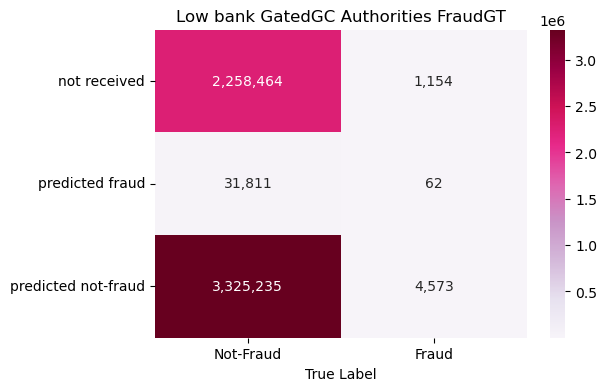 Low bank GatedGC Authorities FraudGT
1e6
not received
2,258,464
1,154
predicted fraud
31,811
62
predicted not-fraud
3,325,235
4,573
Not-Fraud
Fraud
True Label
3.0
2.5
2.0
1.5
1.0
0.5